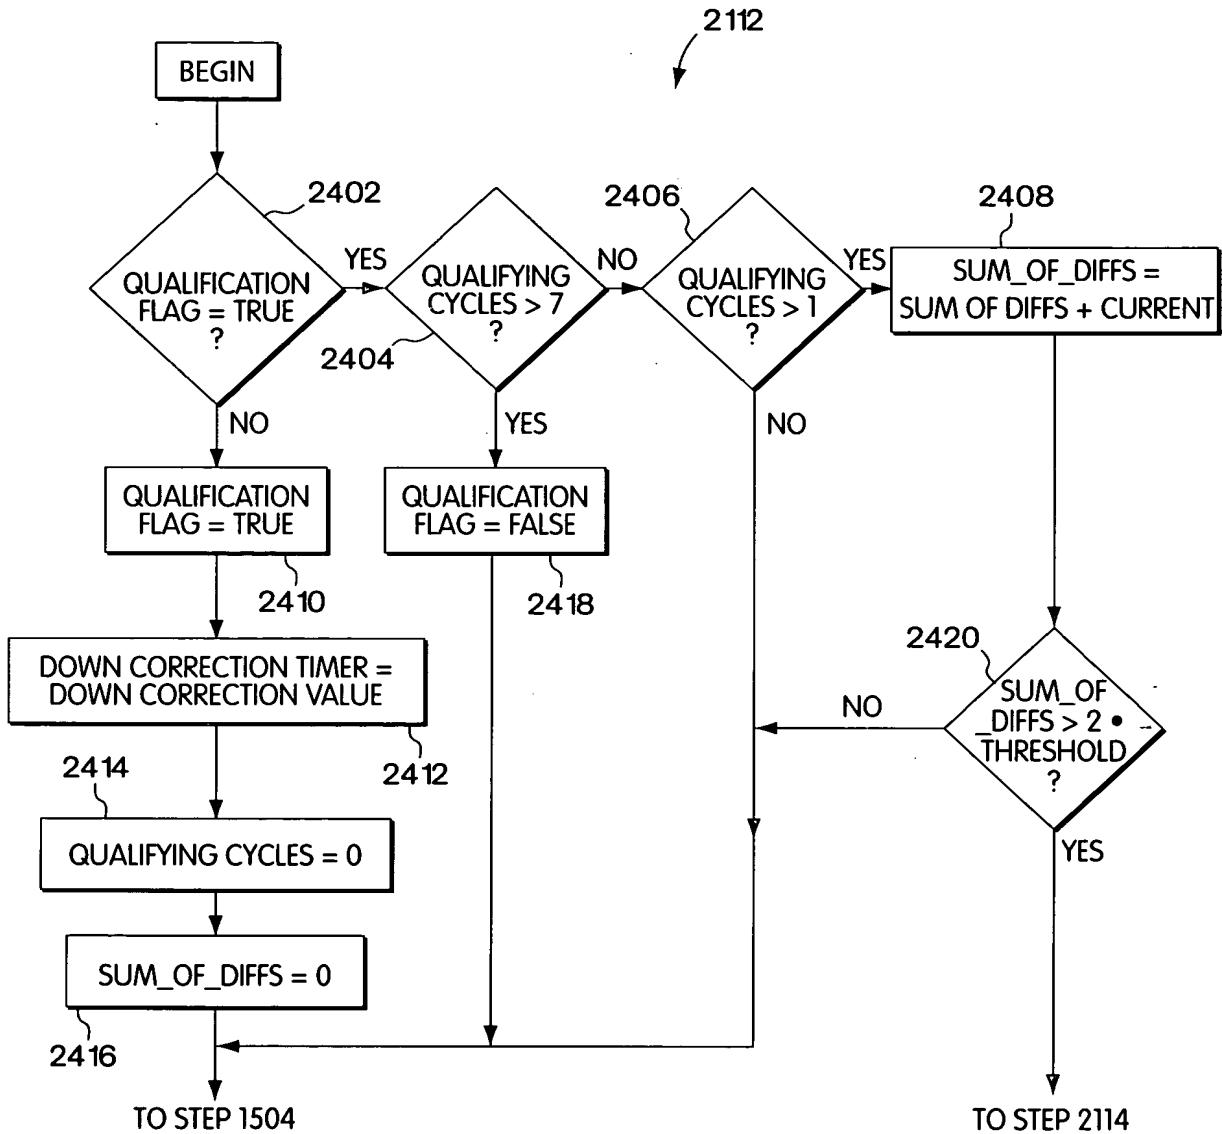 2112
BEGIN
2402
QUALIFICATION
FLAG = TRUE
?
YES
NO
2404
QUALIFYING
CYCLES > 7
?
NO
YES
2406
QUALIFYING
CYCLES > 1
?
YES
NO
2408
SUM_OF_DIFFS =
SUM OF DIFFS + CURRENT
QUALIFICATION
FLAG = TRUE
2410
QUALIFICATION
FLAG = FALSE
2418
DOWN CORRECTION TIMER =
DOWN CORRECTION VALUE
2412
2420
SUM_OF
_DIFFS > 2 •
THRESHOLD
?
NO
YES
2414
QUALIFYING CYCLES = 0
SUM_OF_DIFFS = 0
2416
TO STEP 1504
TO STEP 2114